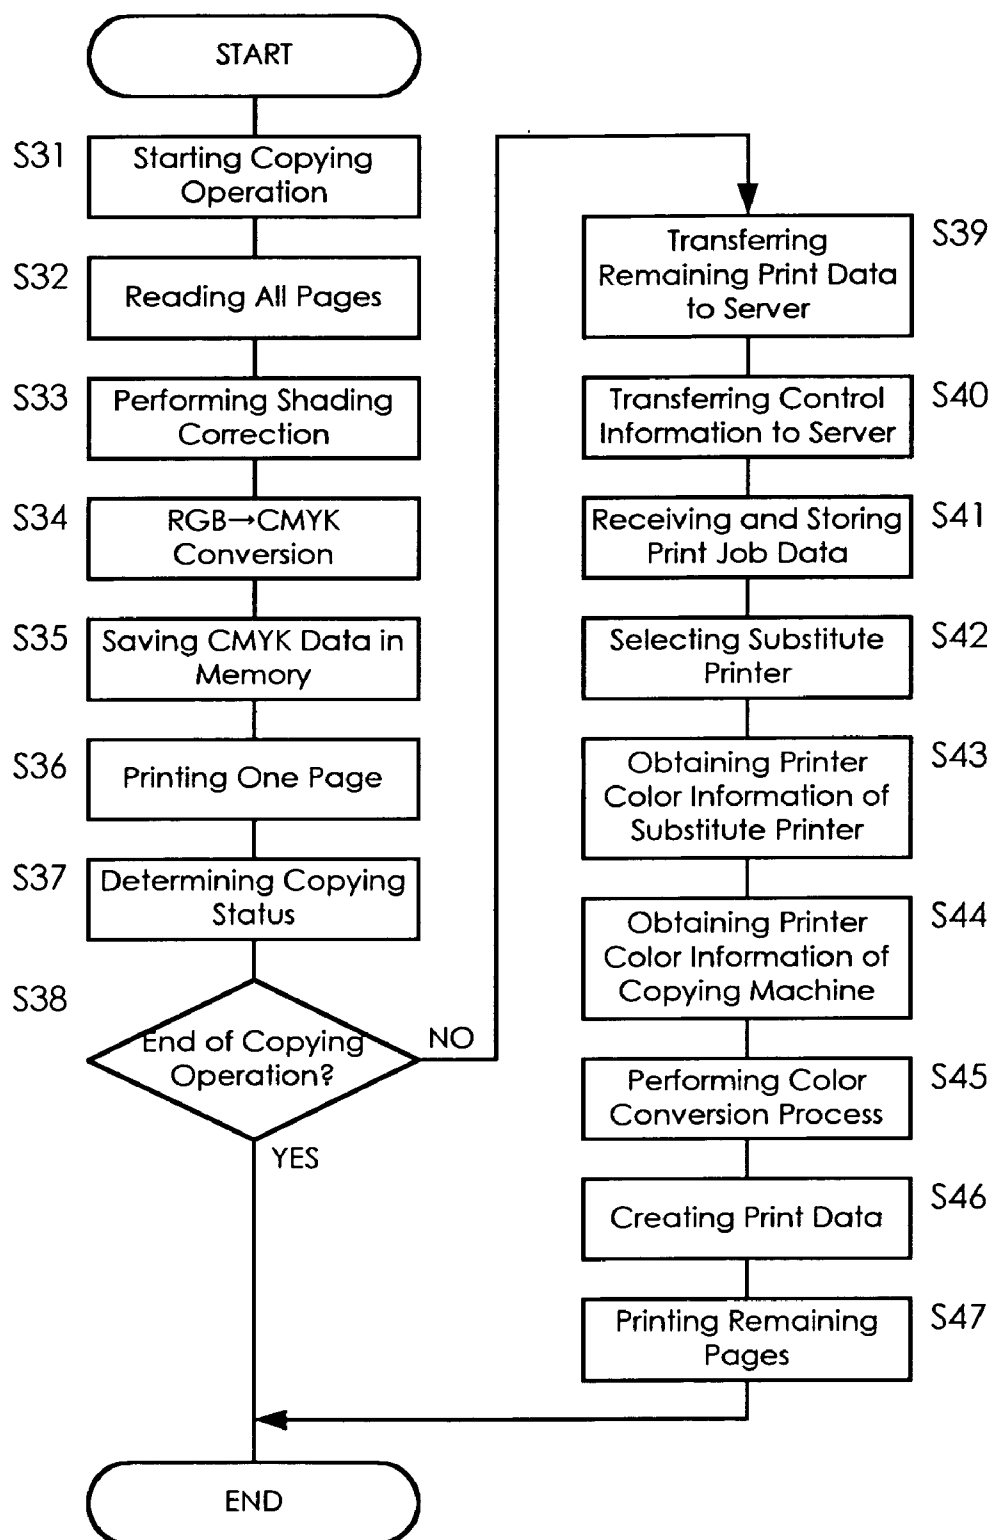 START
S31
Starting Copying
Operation
S32
Reading All Pages
S33
Performing Shading
Correction
S34
RGB→CMYK
Conversion
S35
Saving CMYK Data in
Memory
S36
Printing One Page
S37
Determining Copying
Status
S38
End of Copying
Operation?
NO
YES
S39
Transferring
Remaining Print Data
to Server
S40
Transferring Control
Information to Server
S41
Receiving and Storing
Print Job Data
S42
Selecting Substitute
Printer
S43
Obtaining Printer
Color Information of
Substitute Printer
S44
Obtaining Printer
Color Information of
Copying Machine
S45
Performing Color
Conversion Process
S46
Creating Print Data
S47
Printing Remaining
Pages
END